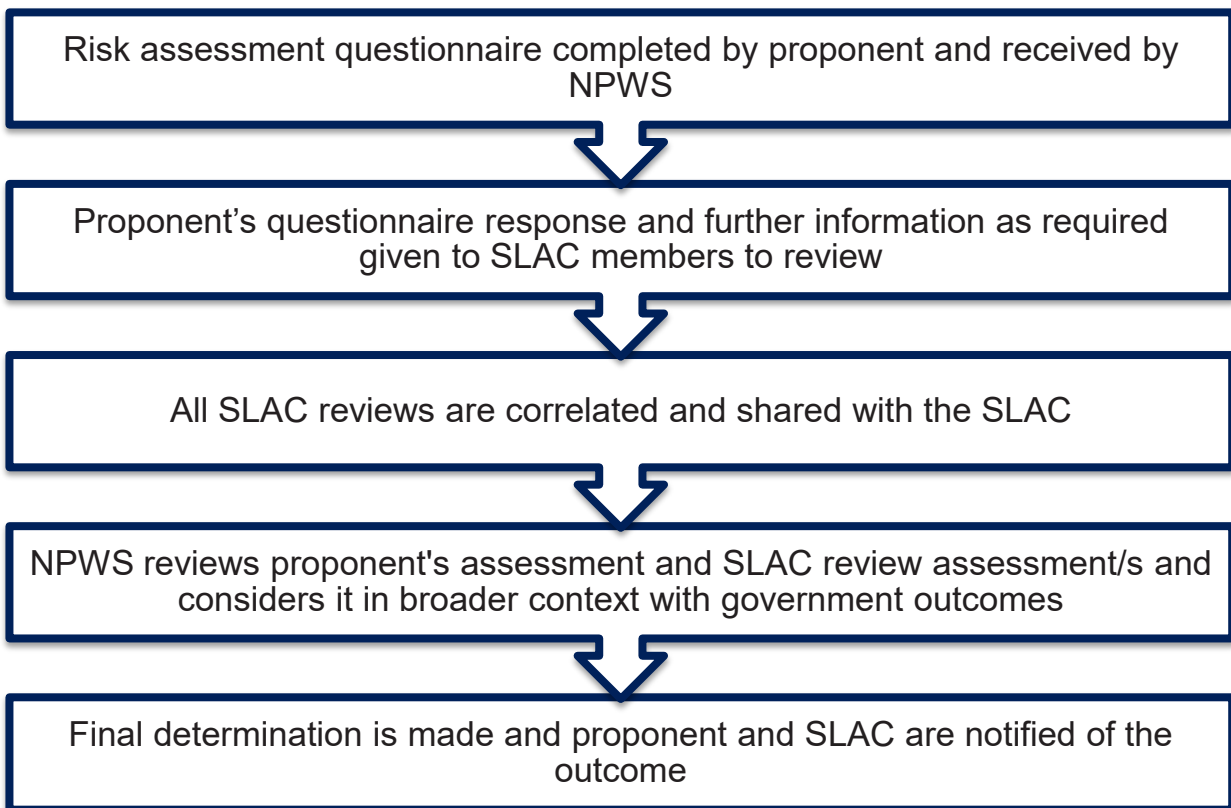 Risk assessment questionnaire completed by proponent and received by
NPWS
Proponent’s questionnaire response and further information as required
given to SLAC members to review
All SLAC reviews are correlated and shared with the SLAC
NPWS reviews proponent's assessment and SLAC review assessment/s and
considers it in broader context with government outcomes
Final determination is made and proponent and SLAC are notified of the
outcome